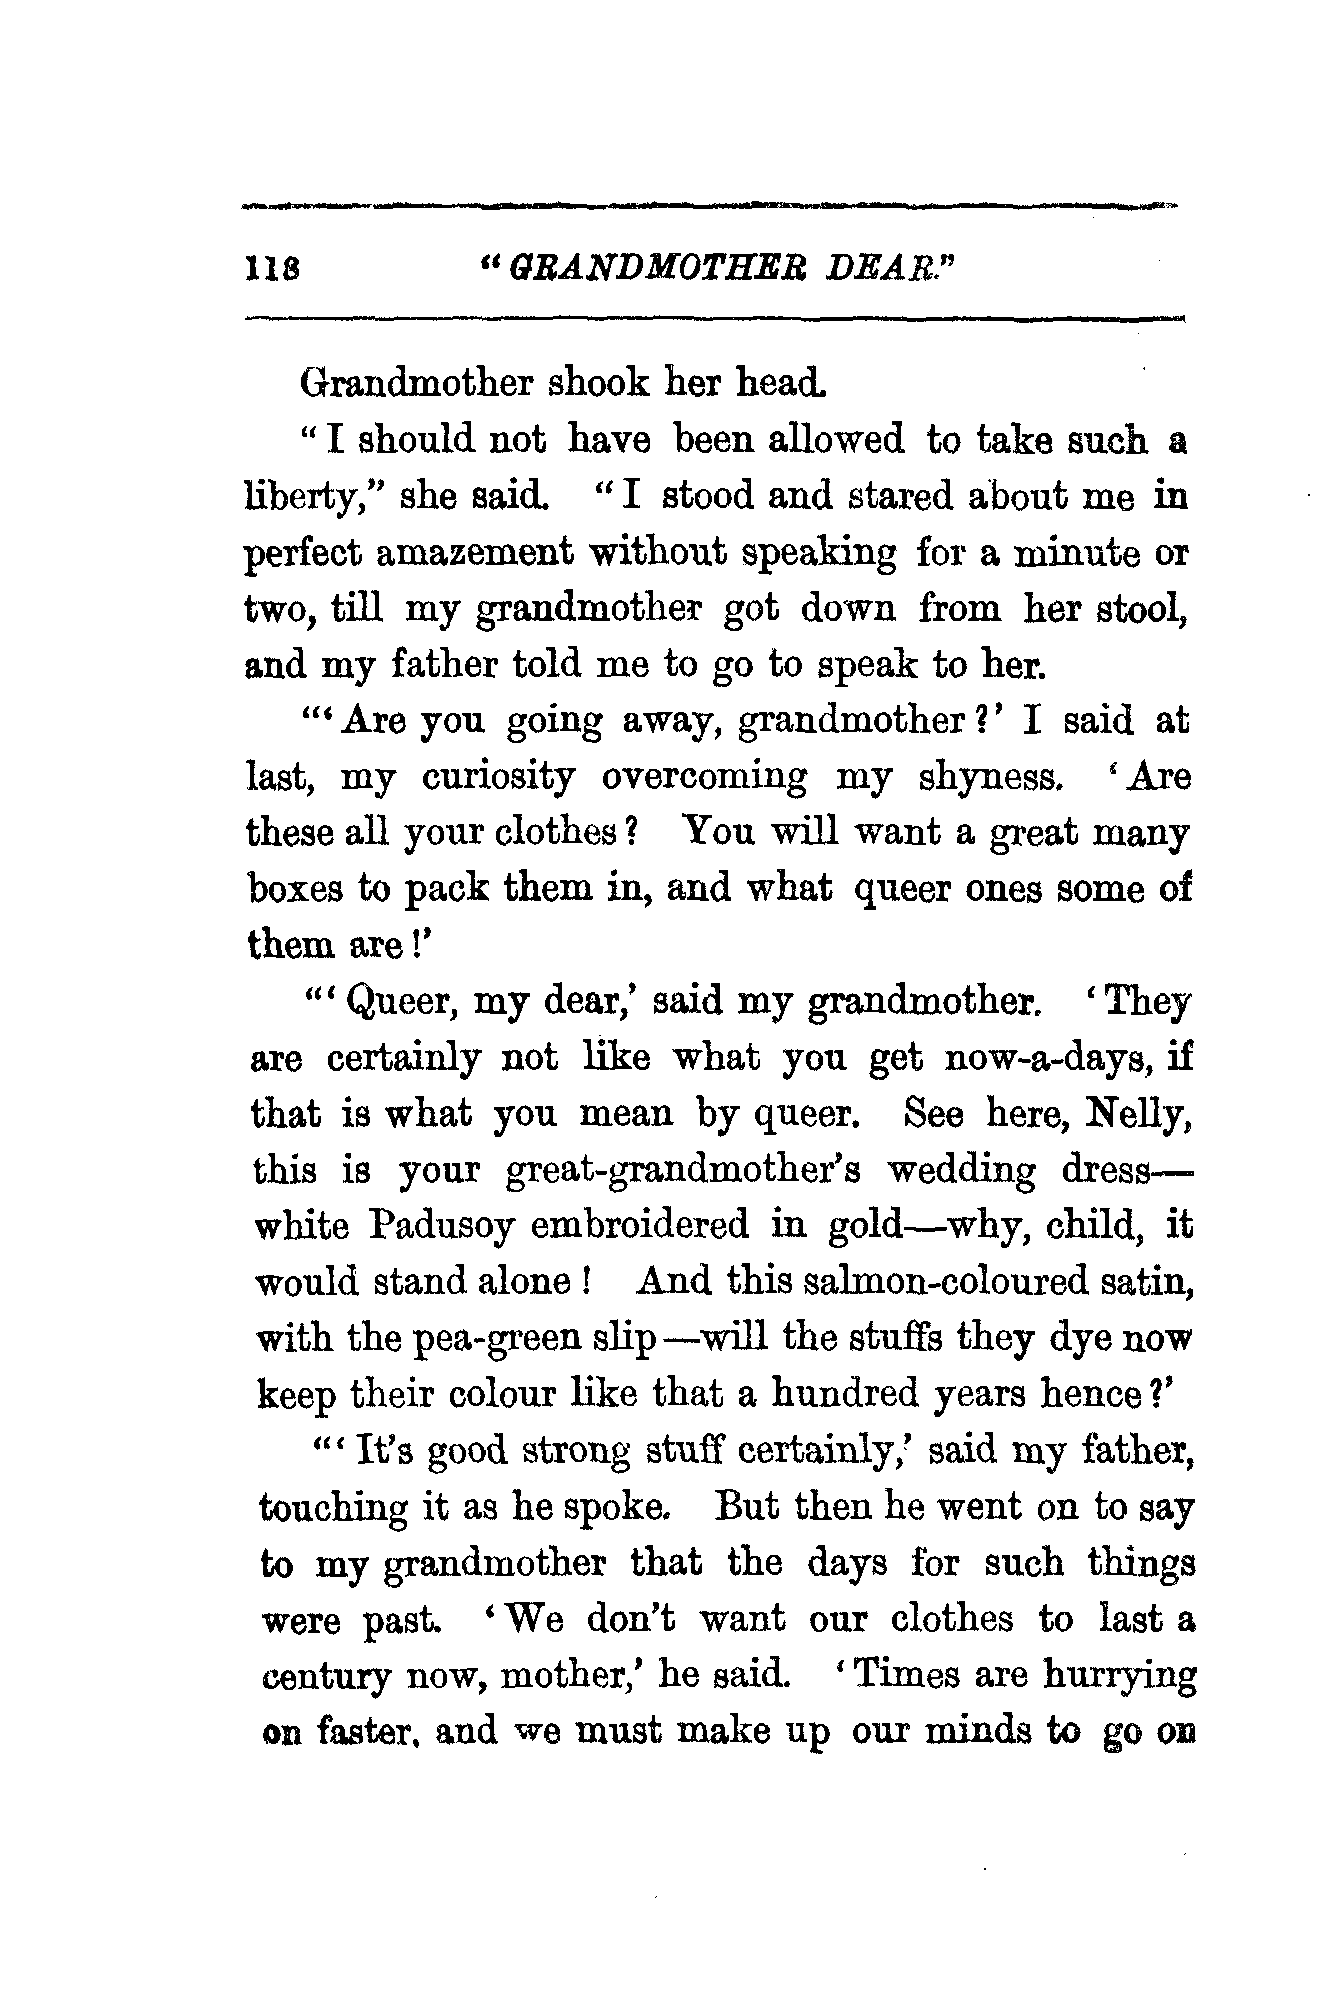 118 "GRANDMOTHER DEAR."
Grandmother shook her head.
"I should not have been allowed to take such a
liberty," she said. "I stood and stared about me in
perfect amazement without speaking for a minute or
two, till my grandmother got down from her stool,
and my father told me to go to speak to her.
"'Are you going away, grandmother?' I said at
last, my curiosity overcoming my shyness. 'Are
these all your clothes? You will want a great many
boxes to pack them in, and what queer ones some of
them are!'
"'Queer, my dear,' said my grandmother. 'They
are certainly not like what you get now-a-days, if
that is what you mean by queer. See here, Nelly,
this is your great-grandmother's wedding dress—
white Padusoy embroidered in gold—why, child, it
would stand alone! And this salmon-coloured satin,
with the pea-green slip—will the stuffs they dye now
keep their colour like that a hundred years hence?'
"'It's good strong stuff certainly,' said my father,
touching it as he spoke. But then he went on to say
to my grandmother that the days for such things
were past. 'We don't want our clothes to last a
century now, mother,' he said. 'Times are hurrying
on faster, and we must make up our minds to go on